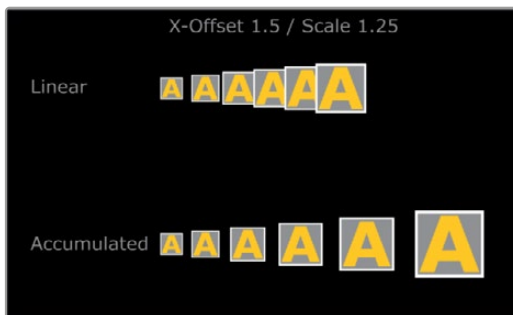 X-Offset 1.5 / Scale 1.25
Linear A A A A A A
Accumulated A A A A A A